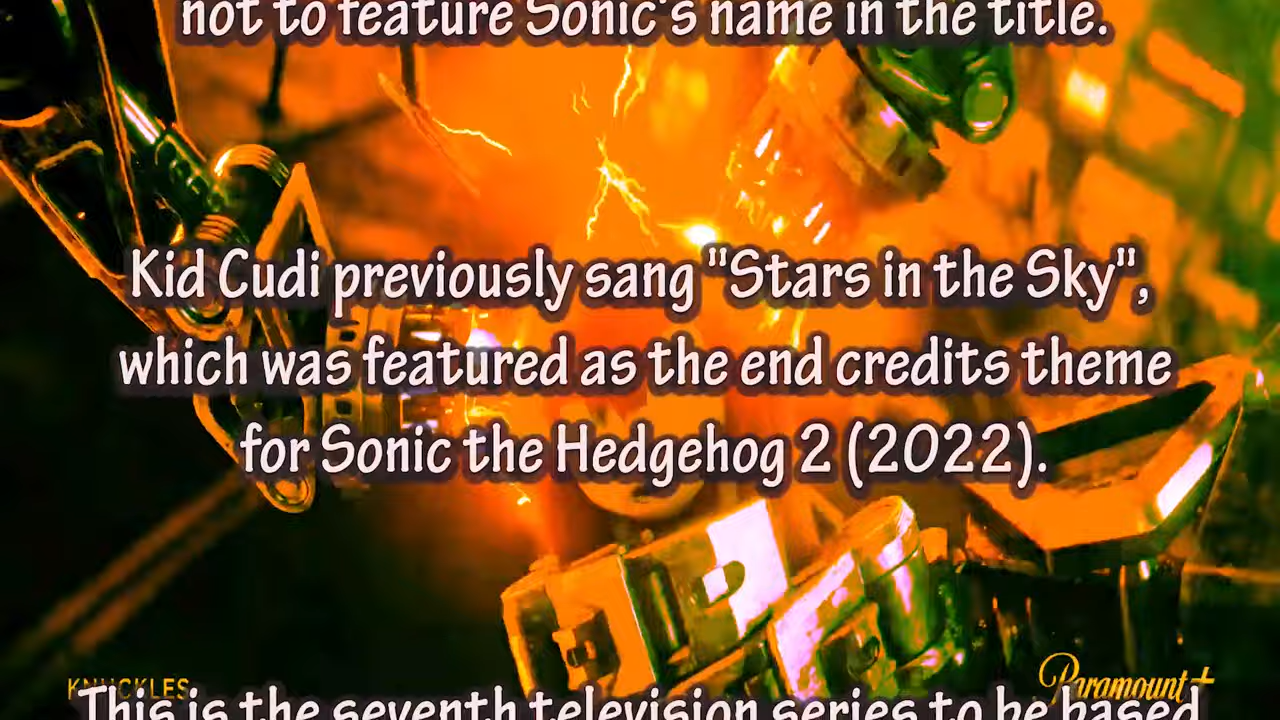 not to feature Sonic's name in the title.
Kid Cudi previously sang "Stars in the Sky",
which was featured as the end credits theme
for Sonic the Hedgehog 2 (2022).
KNUCKLES
Paramount+
This is the seventh television series to be based